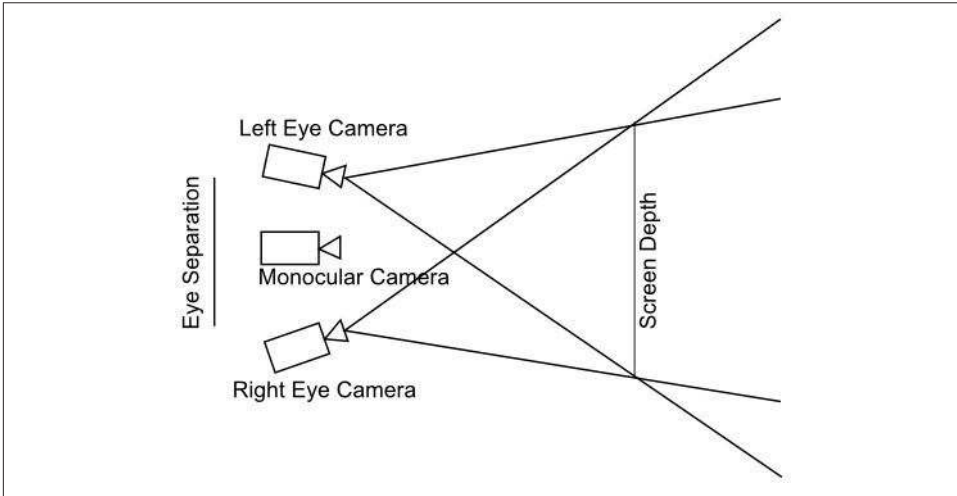 Left Eye Camera
Eye Separation
Monocular Camera
Screen Depth
Right Eye Camera